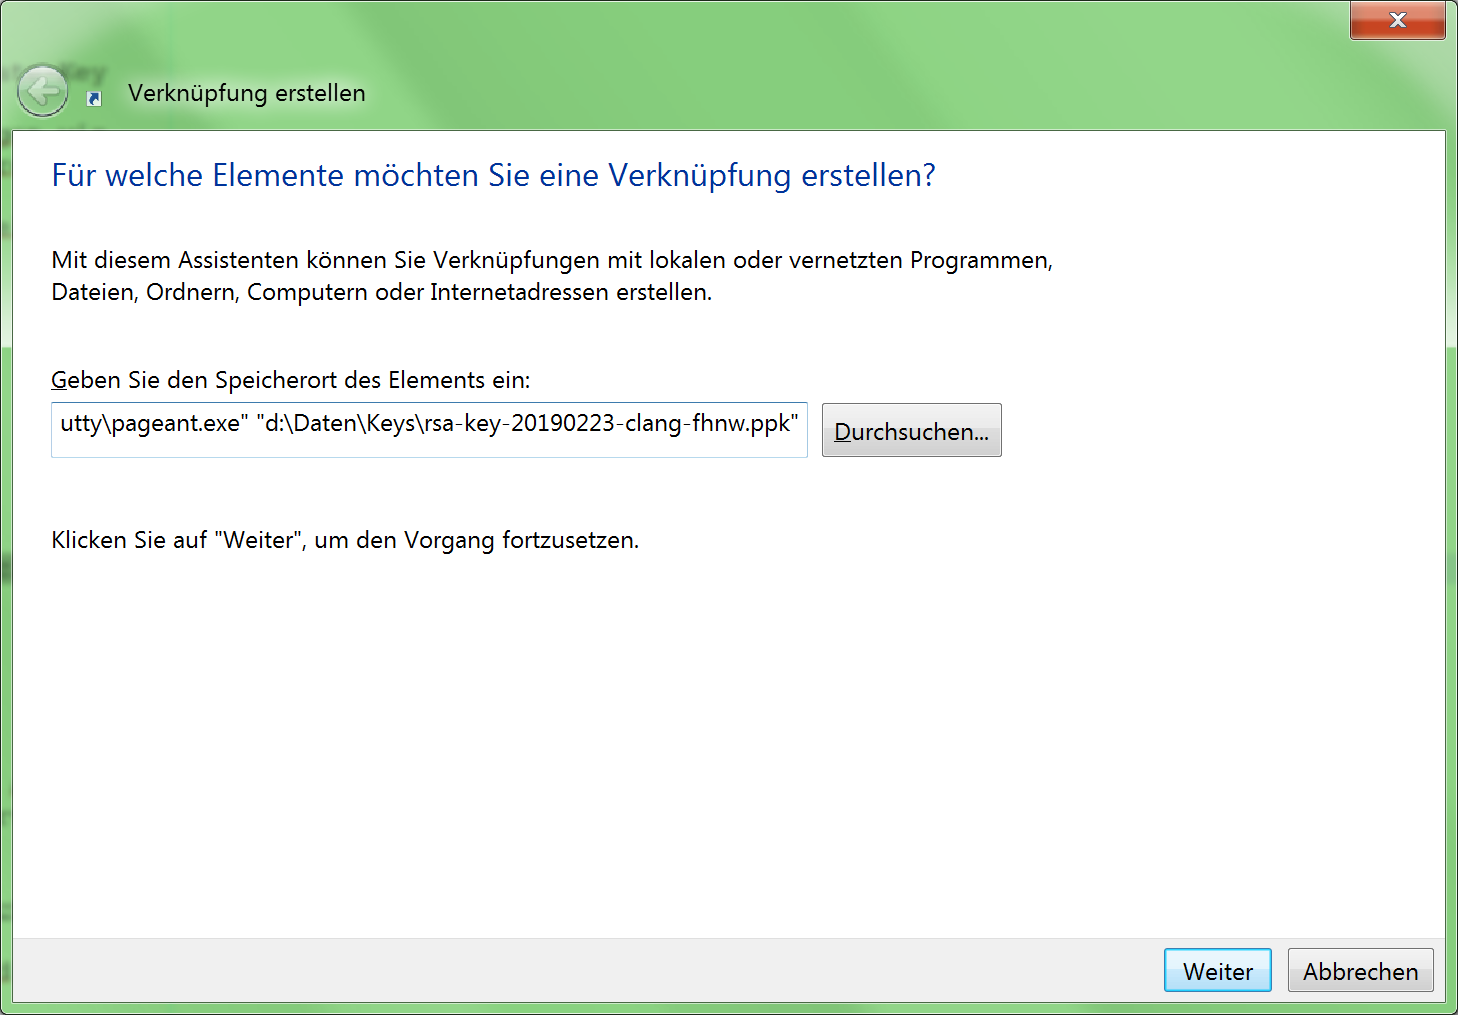 Key
Verknüpfung erstellen
Für welche Elemente möchten Sie eine Verknüpfung erstellen?
Mit diesem Assistenten können Sie Verknüpfungen mit lokalen oder vernetzten Programmen,
Dateien, Ordnern, Computern oder Internetadressen erstellen.
Geben Sie den Speicherort des Elements ein:
utty\pageant.exe" "d:\Daten\Keys\rsa-key-20190223-clang-fhnw.ppk"
Durchsuchen...
Klicken Sie auf "Weiter", um den Vorgang fortzusetzen.
Weiter
Abbrechen